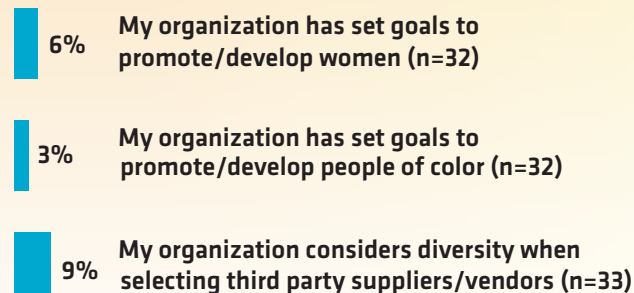 6%
My organization has set goals to
promote/develop women (n=32)
3%
My organization has set goals to
promote/develop people of color (n=32)
9%
My organization considers diversity when
selecting third party suppliers/vendors (n=33)